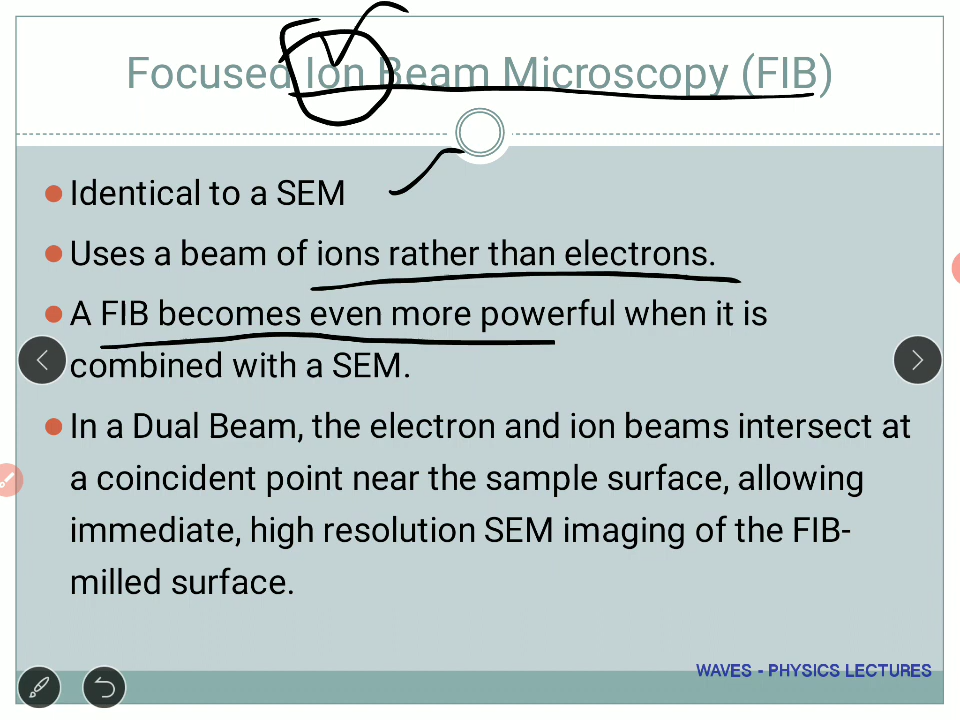 Focused Ion Beam Microscopy (FIB)
Identical to a SEM
Uses a beam of ions rather than electrons.
A FIB becomes even more powerful when it is
combined with a SEM.
In a Dual Beam, the electron and ion beams intersect at
a coincident point near the sample surface, allowing
immediate, high resolution SEM imaging of the FIB-
milled surface.
WAVES - PHYSICS LECTURES